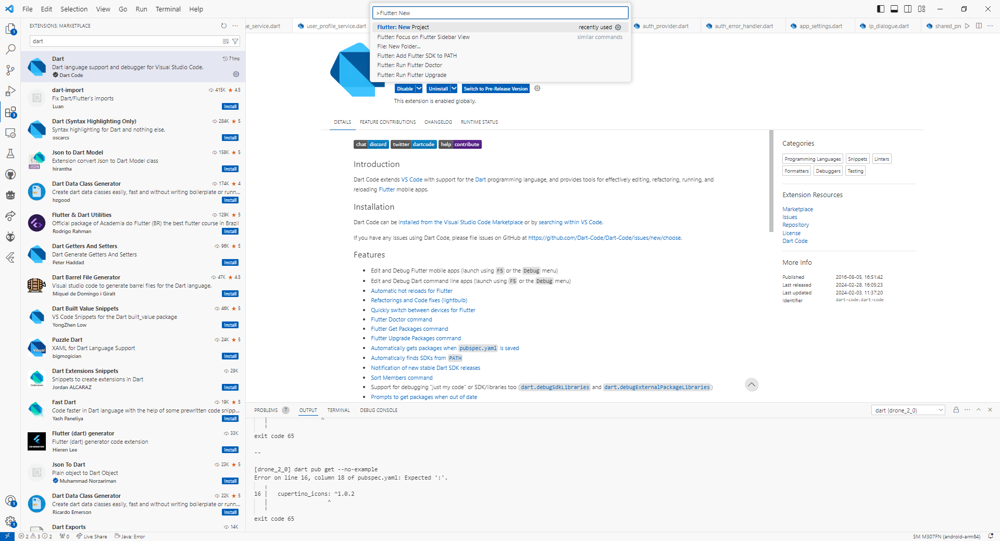 File Edit Selection View Go Run Terminal Help
>Flutter: New
Flutter: New Project recently used
Flutter: Focus on Flutter Sidebar View similar commands
File: New Folder...
Flutter: Add Flutter SDK to PATH
Flutter: Run Flutter Doctor
Flutter: Run Flutter Upgrade
EXTENSIONS: MARKETPLACE
dart
ge_service.dart user_profile_service.dart auth_provider.dart auth_error_handler.dart app_settings.dart ip_dialogue.dart shared_pre
Dart 71ms
Dart language support and debugger for Visual Studio Code.
Dart Code
dart-import 415K 4.5
Fix Dart/Flutter's imports
Luan Install
Dart (Syntax Highlighting Only) 284K 5
Syntax highlighting for Dart and nothing else.
oscarcs Install
Json to Dart Model 158K 5
Extension convert Json to Dart Model class
hirantha Install
JSON
Dart Data Class Generator 174K 4
Create dart data classes easily, fast and without writing boilerplate or runn...
hzgood Install
Flutter & Dart Utilities 129K 5
Official package of Academia do Flutter (BR) the best flutter course in Brazil
Rodrigo Rahman Install
Dart Getters And Setters 96K 5
Dart Generate Getters And Setters
Peter Haddad Install
Dart Barrel File Generator 47K 4.5
Visual studio code to generate barrel files for the Dart language.
Miquel de Domingo i Giralt Install
Dart Built Value Snippets 46K 5
VS Code Snippets for the Dart built_value package
YongZhen Low Install
Puzzle Dart 24K 5
XAML for Dart Language Support
bigmogician Install
Visual
Dart Extensions Snippets 29K
Snippets to create extensions in Dart
Jordan ALCARAZ Install
Extensions
Fast Dart 19K 5
Code faster in Dart language with the help of some prewritten code snipp...
Yash Paneliya Install
Flutter (dart) generator 33K
Flutter (dart) generator code extension
Hieren Lee Install
GENERATOR
Json To Dart 23K 5
Plain object to Dart Object
Muhammad Norzariman Install
Dart Data Class Generator 22K 5
Create dart data classes easily, fast and without writing boilerplate or runn...
Ricardo Emerson Install
Dart Exports 14K
Disable Uninstall Switch to Pre-Release Version
This extension is enabled globally.
DETAILS FEATURE CONTRIBUTIONS CHANGELOG RUNTIME STATUS
chat discord twitter dartcode help contribute
Introduction
Dart Code extends VS Code with support for the Dart programming language, and provides tools for effectively editing, refactoring, running, and
reloading Flutter mobile apps.
Installation
Dart Code can be installed from the Visual Studio Code Marketplace or by searching within VS Code.
If you have any issues using Dart Code, please file issues on GitHub at https://github.com/Dart-Code/Dart-Code/issues/new/choose.
Features
• Edit and Debug Flutter mobile apps (launch using F5 or the Debug menu)
• Edit and Debug Dart command line apps (launch using F5 or the Debug menu)
• Automatic hot reloads for Flutter
• Refactorings and Code fixes (lightbulb)
• Quickly switch between devices for Flutter
• Flutter Doctor command
• Flutter Get Packages command
• Flutter Upgrade Packages command
• Automatically gets packages when pubspec.yaml is saved
• Automatically finds SDKs from PATH
• Notification of new stable Dart SDK releases
• Sort Members command
• Support for debugging "just my code" or SDK/libraries too (dart.debugSdkLibraries and dart.debugExternalPackageLibraries)
• Prompts to get packages when out of date
Categories
Programming Languages Snippets Linters
Formatters Debuggers Testing
Extension Resources
Marketplace
Issues
Repository
License
Dart Code
More Info
Published 2016-08-05, 16:51:42
Last released 2024-02-28, 16:05:23
Last updated 2024-02-03, 11:37:20
Identifier dart-code.dart-code
PROBLEMS 7 OUTPUT TERMINAL DEBUG CONSOLE dart (drone_2_0)
^
exit code 65
--
[drone_2_0] dart pub get --no-example
Error on line 16, column 18 of pubspec.yaml: Expected ':'.
16 | cupertino_icons: ^1.0.2
^
exit code 65
1
3
1
1
2 3 2 0 Live Share Java: Error SM M307FN (android-arm64)